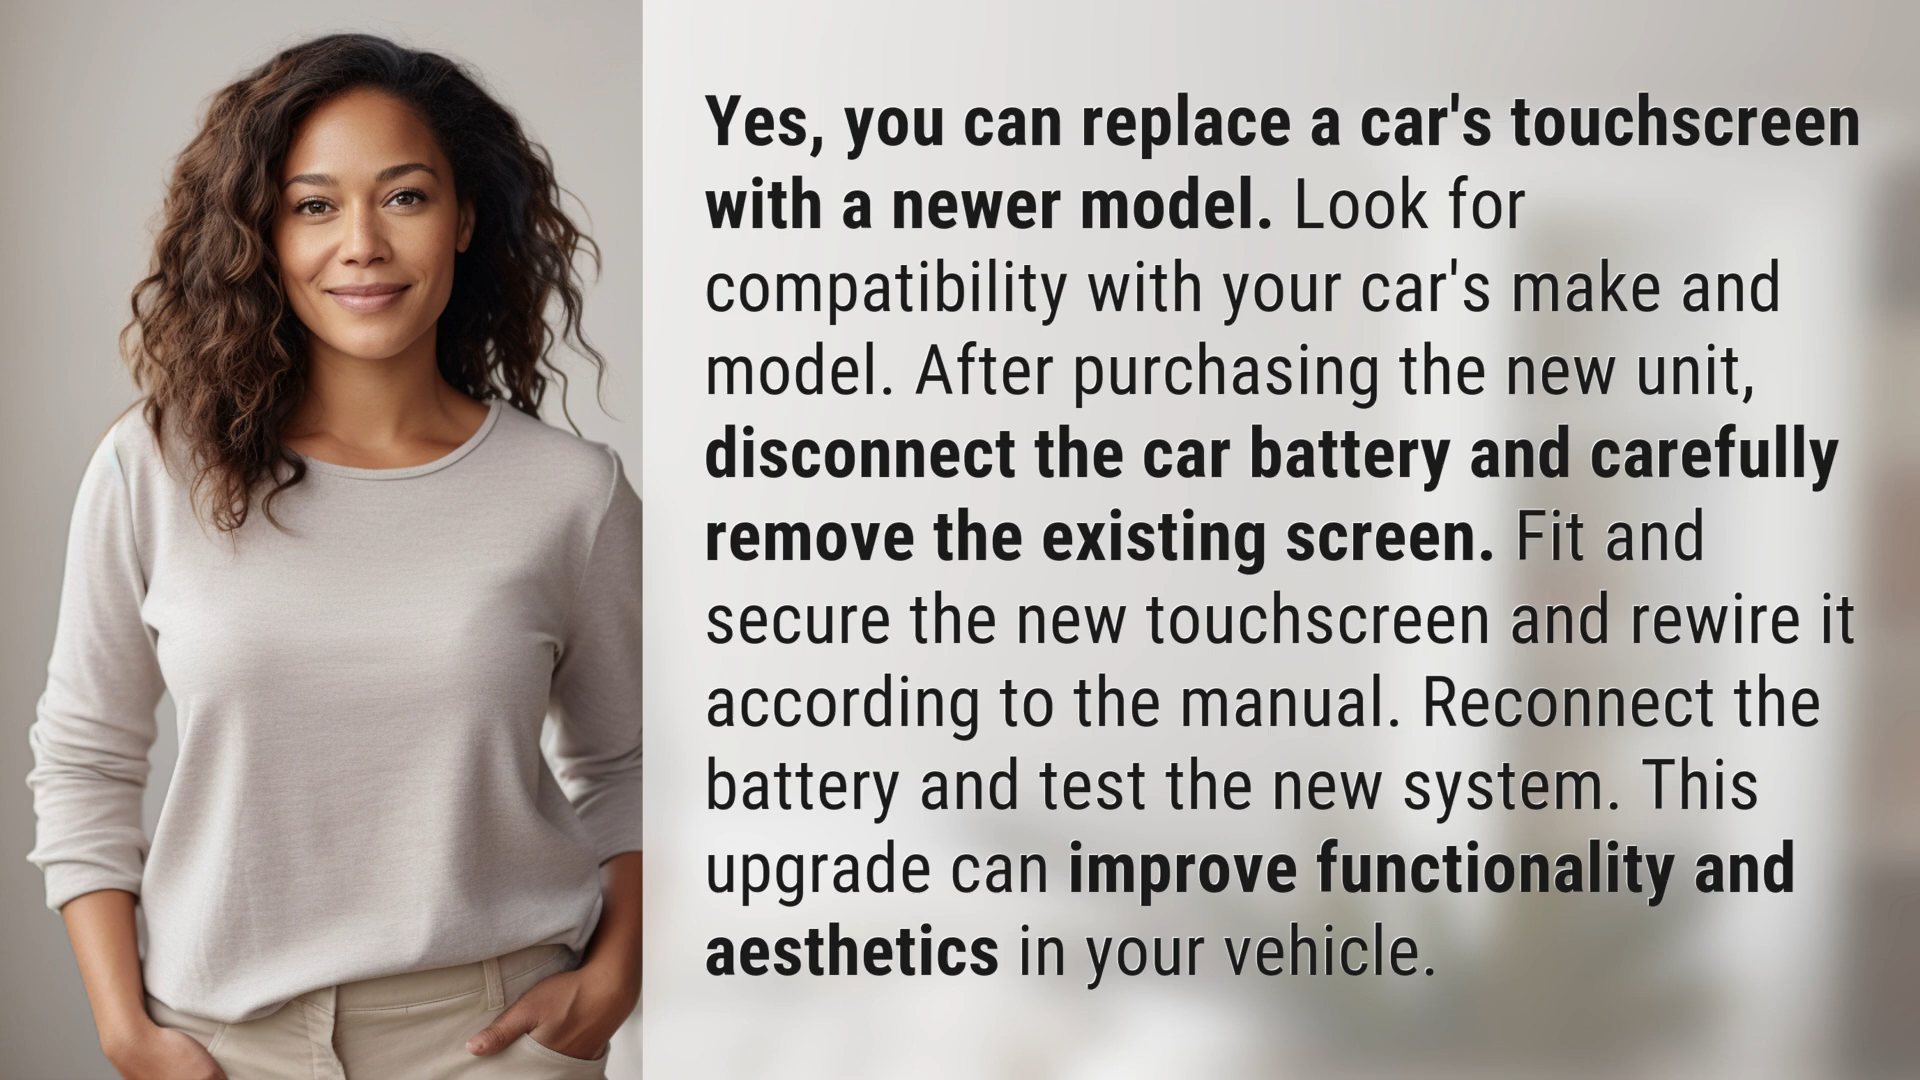 Yes, you can replace a car's touchscreen
with a newer model. Look for
compatibility with your car's make and
model. After purchasing the new unit,
disconnect the car battery and carefully
remove the existing screen. Fit and
secure the new touchscreen and rewire it
according to the manual. Reconnect the
battery and test the new system. This
upgrade can improve functionality and
aesthetics in your vehicle.